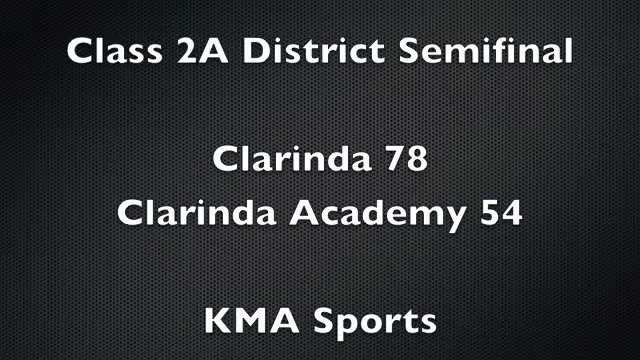 Class 2A District Semifinal
Clarinda 78
Clarinda Academy 54
KMA Sports